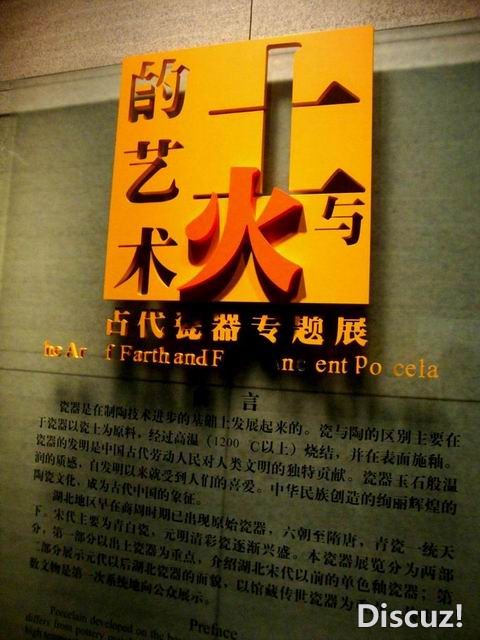 土与火
的艺术
古代瓷器专题展
he Ar f Earth and F Anc ent Po cela
言
瓷器是在制陶技术进步的基础上发展起来的。瓷与陶的区别主要在
于瓷器以瓷土为原料，经过高温（1200 ℃以上）烧结，并在表面施釉。
瓷器的发明是中国古代劳动人民对人类文明的独特贡献。瓷器玉石般温
润的质感，自发明以来就受到人们的喜爱。中华民族创造的绚丽辉煌的
陶瓷文化，成为古代中国的象征。
湖北地区早在商周时期已出现原始瓷器，六朝至隋唐，青瓷一统天
下。宋代主要为青白瓷，元明清彩瓷逐渐兴盛。本瓷器展览分为两部
分，第一部分以出土瓷器为重点，介绍湖北宋代以前的单色釉瓷器；第
二部分展示元代以后湖北瓷器的面貌，以馆藏传世瓷器为
数文物是第一次系统地向公众展示。
Preface
Porcelain developed on the
differs from pottery
Discuz!